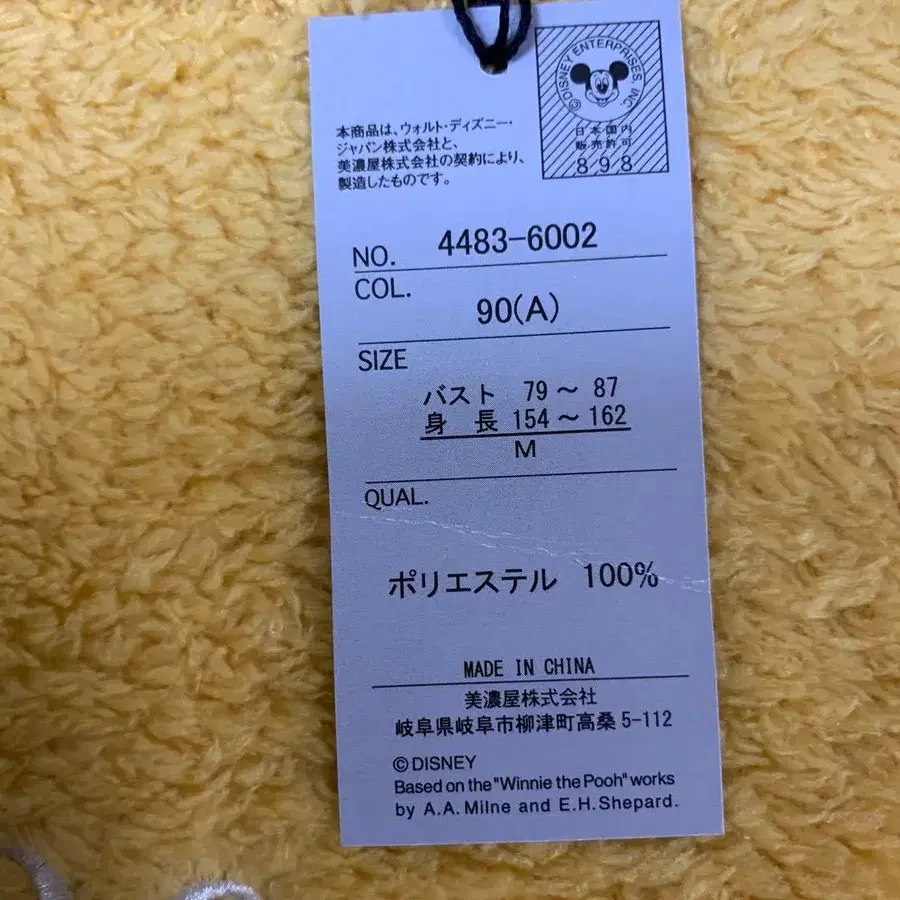 ©DISNEY ENTERPRISES, INC.
日本国内
販売許可
898
本商品は、ウォルト・ディズニー・
ジャパン株式会社と、
美濃屋株式会社の契約により、
製造したものです。
NO. 4483-6002
COL.
90(A)
SIZE
バスト 79～ 87
身 長 154～162
M
QUAL.
ポリエステル 100%
MADE IN CHINA
美濃屋株式会社
岐阜県岐阜市柳津町高桑5-112
©DISNEY
Based on the "Winnie the Pooh" works
by A.A. Milne and E.H. Shepard.